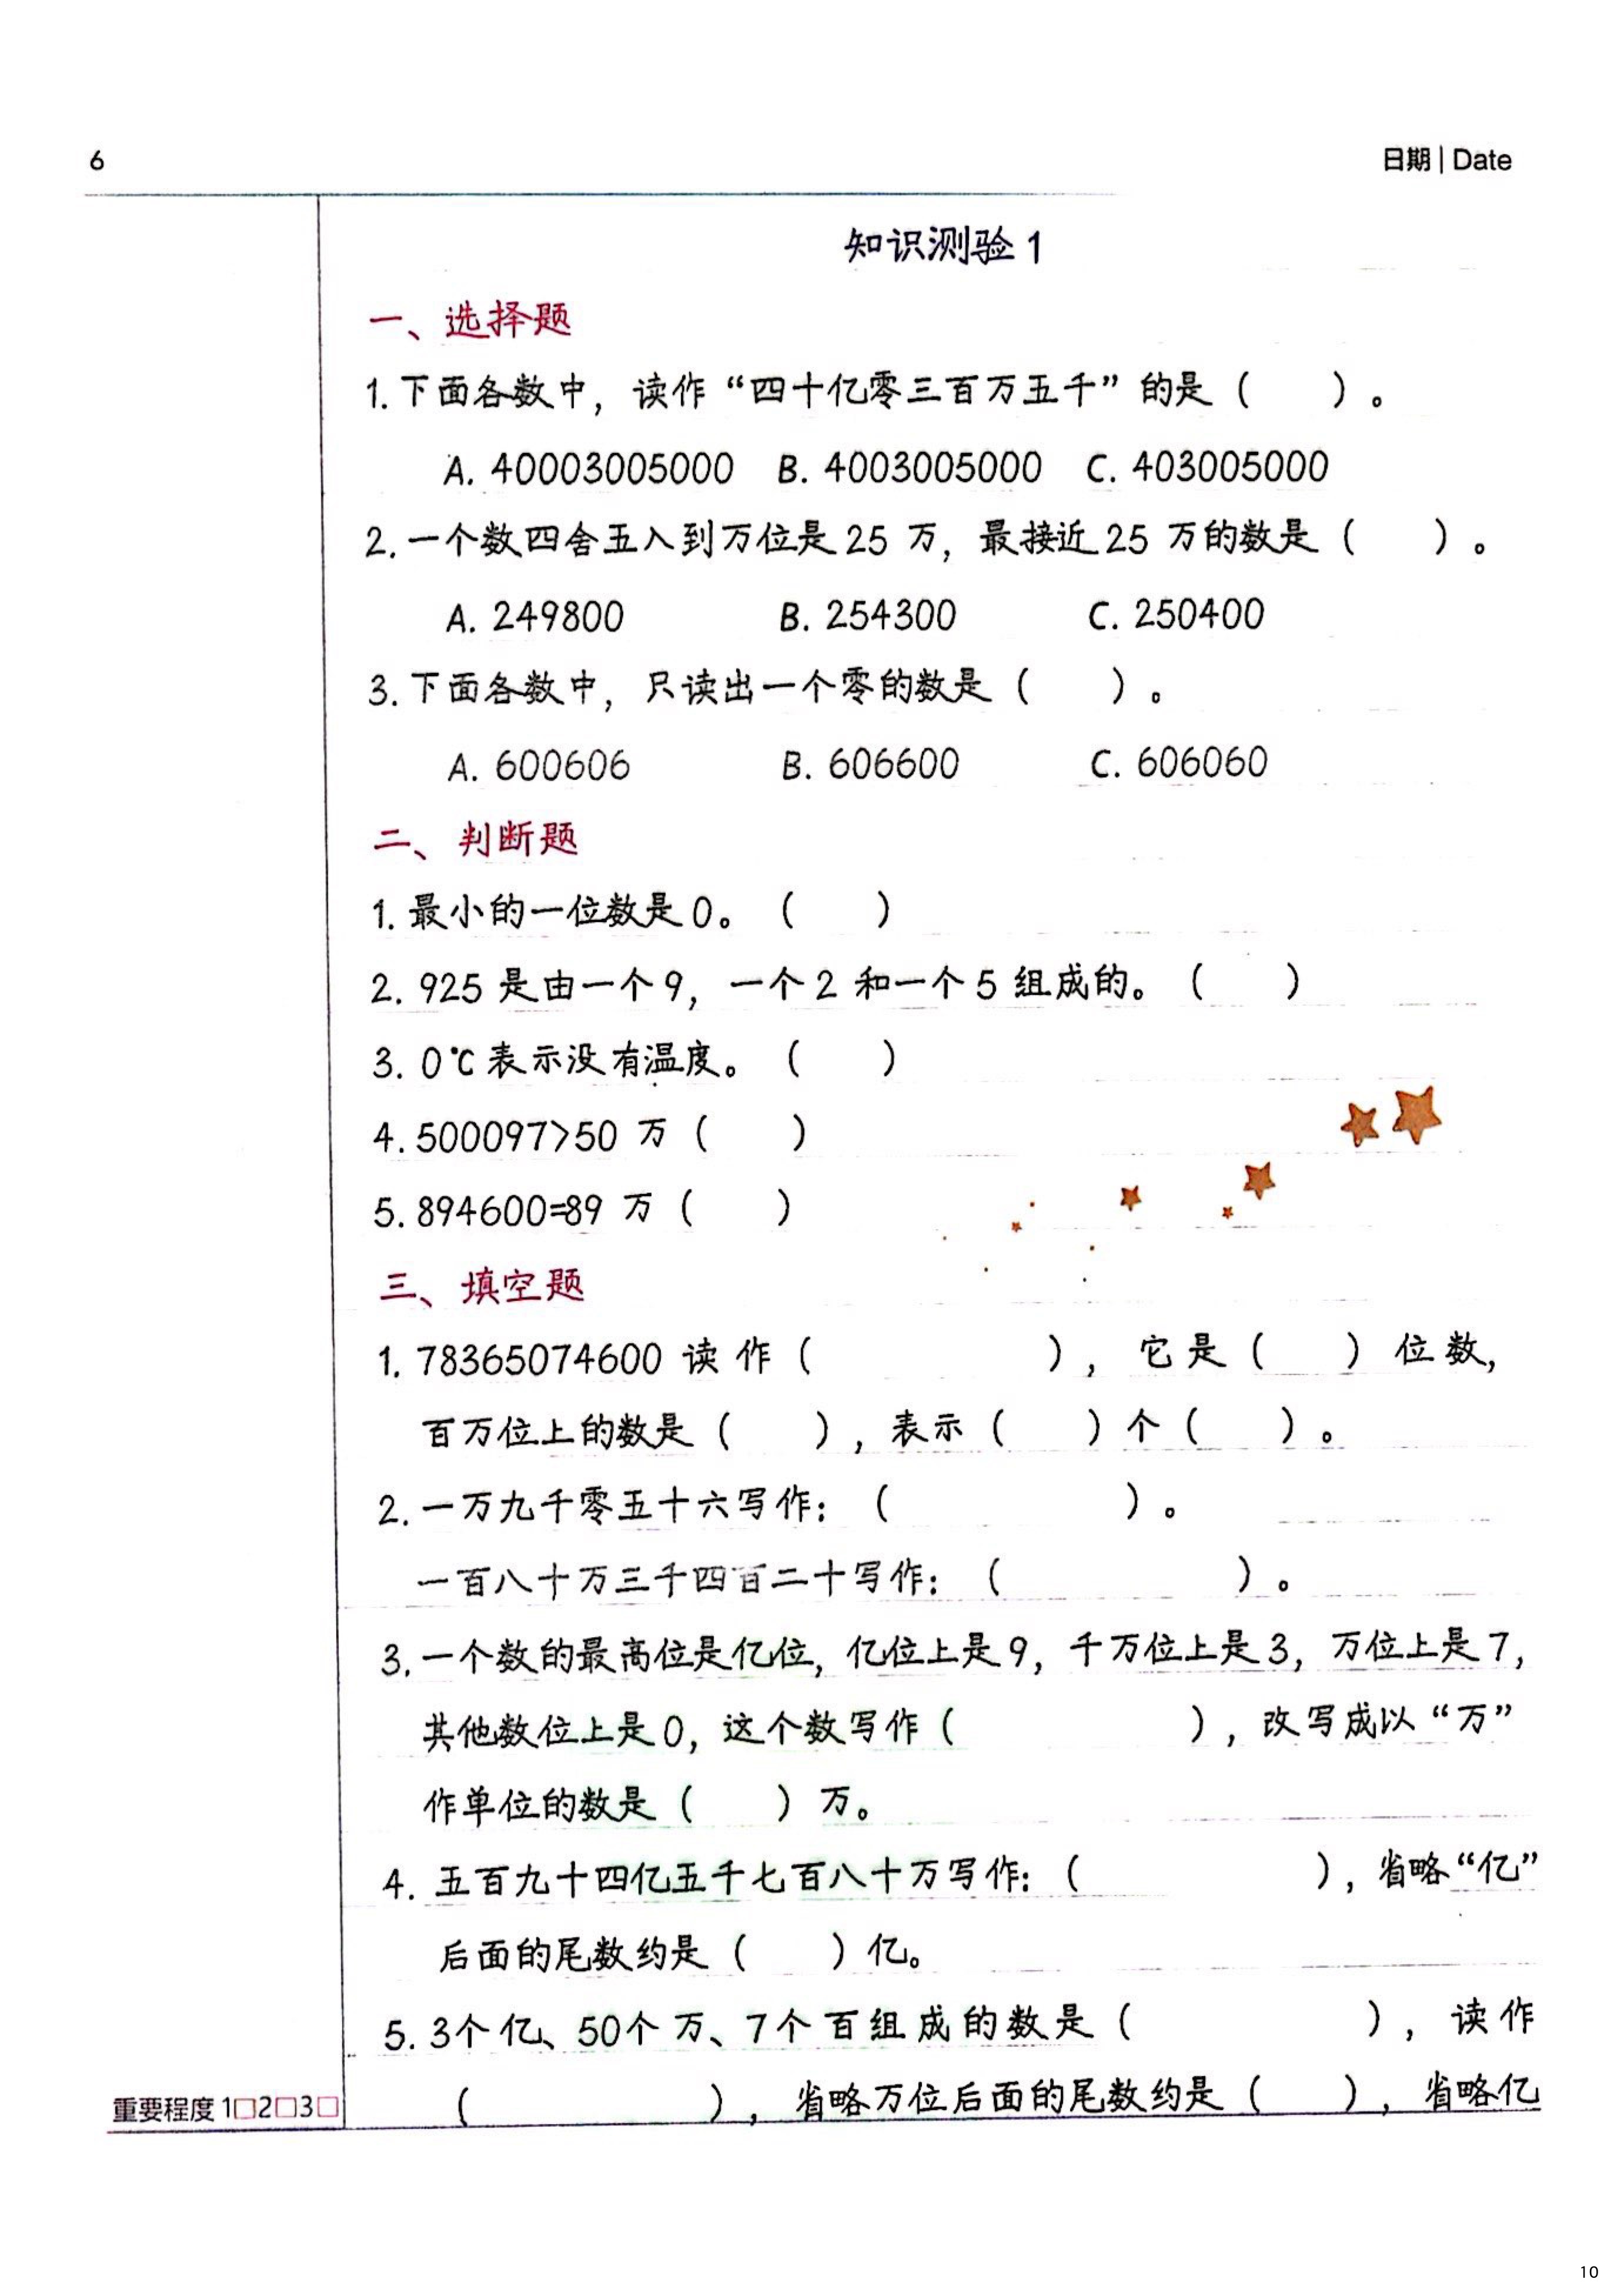 6
日期 | Date
知识测验 1
一、选择题
1. 下面各数中，读作“四十亿零三百万五千”的是（　　）。
A. 40003005000　B. 4003005000　C. 403005000
2. 一个数四舍五入到万位是 25 万，最接近 25 万的数是（　　）。
A. 249800　B. 254300　C. 250400
3. 下面各数中，只读出一个零的数是（　　）。
A. 600606　B. 606600　C. 606060
二、判断题
1. 最小的一位数是 0。（　　）
2. 925 是由一个 9，一个 2 和一个 5 组成的。（　　）
3. 0℃ 表示没有温度。（　　）
4. 500097>50 万（　　）
5. 894600=89 万（　　）
三、填空题
1. 78365074600 读作（　　　　），它是（　　）位数，
百万位上的数是（　　），表示（　　）个（　　）。
2. 一万九千零五十六写作：（　　　　）。
一百八十万三千四百二十写作：（　　　　）。
3. 一个数的最高位是亿位，亿位上是 9，千万位上是 3，万位上是 7，
其他数位上是 0，这个数写作（　　　　），改写成以“万”
作单位的数是（　　）万。
4. 五百九十四亿五千七百八十万写作：（　　　　），省略“亿”
后面的尾数约是（　　）亿。
5. 3个亿、50个万、7个百组成的数是（　　　　），读作
（　　　　），省略万位后面的尾数约是（　　），省略亿
重要程度 1□2□3□
10